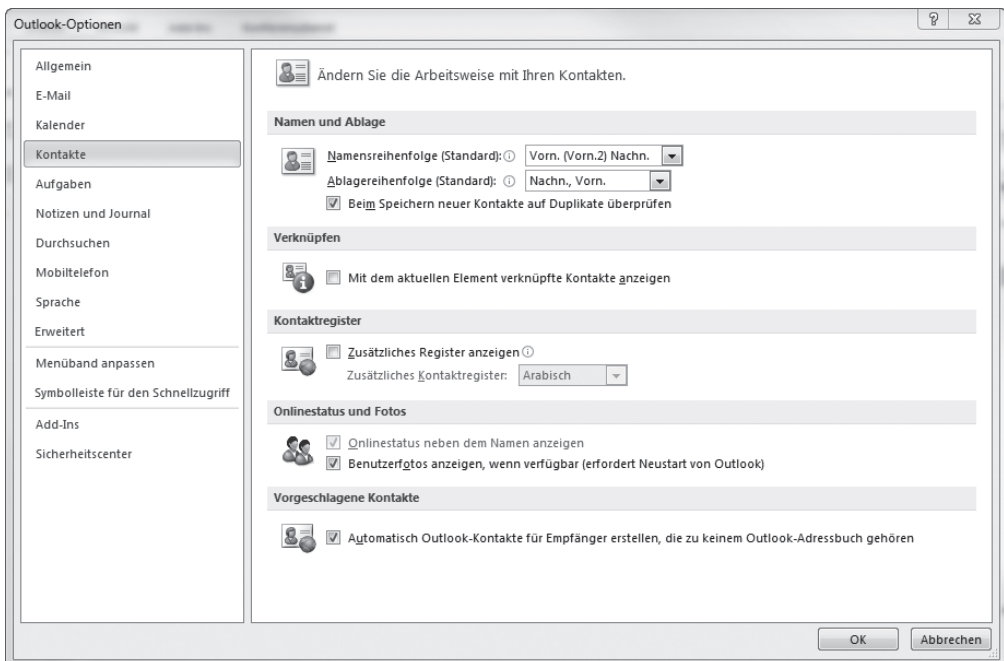 Outlook-Optionen
Allgemein
E-Mail
Kalender
Kontakte
Aufgaben
Notizen und Journal
Durchsuchen
Mobiltelefon
Sprache
Erweitert
Menüband anpassen
Symbolleiste für den Schnellzugriff
Add-Ins
Sicherheitscenter
Ändern Sie die Arbeitsweise mit Ihren Kontakten.
Namen und Ablage
Namensreihenfolge (Standard): Vorn. (Vorn.2) Nachn.
Ablagereihenfolge (Standard): Nachn., Vorn.
Beim Speichern neuer Kontakte auf Duplikate überprüfen
Verknüpfen
Mit dem aktuellen Element verknüpfte Kontakte anzeigen
Kontaktregister
Zusätzliches Register anzeigen
Zusätzliches Kontaktregister: Arabisch
Onlinestatus und Fotos
Onlinestatus neben dem Namen anzeigen
Benutzerfotos anzeigen, wenn verfügbar (erfordert Neustart von Outlook)
Vorgeschlagene Kontakte
Automatisch Outlook-Kontakte für Empfänger erstellen, die zu keinem Outlook-Adressbuch gehören
OK Abbrechen